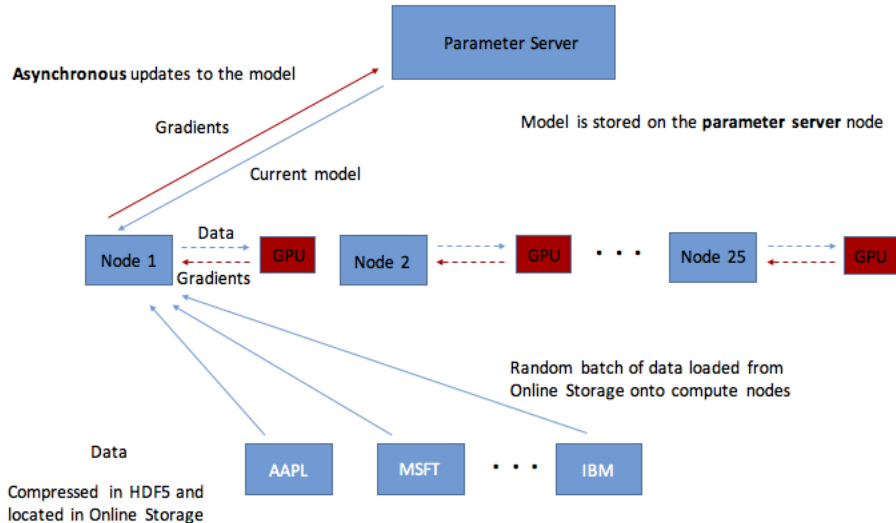 Parameter Server
Asynchronous updates to the model
Gradients
Model is stored on the parameter server node
Current model
Node 1
Data
Gradients
GPU
Node 2
GPU
• • •
Node 25
GPU
Random batch of data loaded from
Online Storage onto compute nodes
Data
Compressed in HDF5 and
located in Online Storage
AAPL
MSFT
• • •
IBM